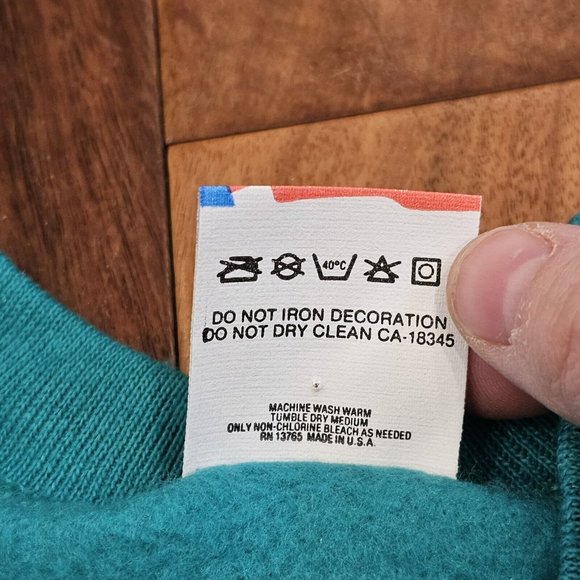 40°C
DO NOT IRON DECORATION
DO NOT DRY CLEAN CA-18345
MACHINE WASH WARM
TUMBLE DRY MEDIUM
ONLY NON-CHLORINE BLEACH AS NEEDED
RN 13765 MADE IN U.S.A.